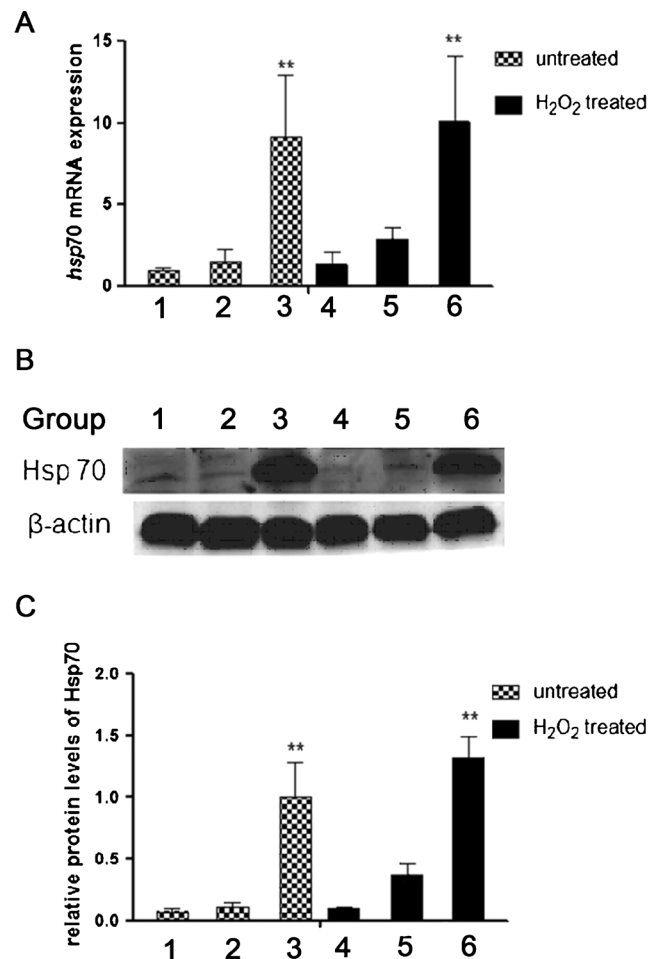 A
15
10
5
0
hsp70 mRNA expression
**
**
untreated
H₂O₂ treated
1 2 3 4 5 6
B
Group 1 2 3 4 5 6
Hsp 70
β-actin
C
2.0
1.5
1.0
0.5
0.0
relative protein levels of Hsp70
**
**
untreated
H₂O₂ treated
1 2 3 4 5 6